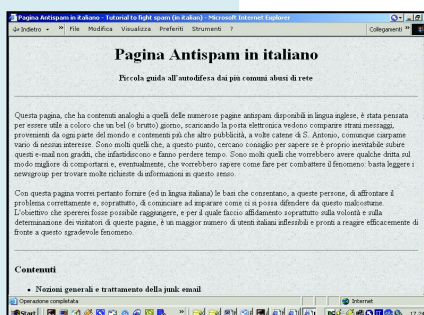 Pagina Antispam in italiano - Tutorial to fight spam (in italian) - Microsoft Internet Explorer
Indietro » File Modifica Visualizza Preferiti Strumenti ? Collegamenti »
Pagina Antispam in italiano
Piccola guida all'autodifesa dai più comuni abusi di rete
Questa pagina, che ha contenuti analoghi a quelli delle numerose pagine antispam disponibili in lingua inglese, è stata pensata
per essere utile a coloro che un bel (o brutto) giorno, scaricando la posta elettronica vedono comparire strani messaggi,
provenienti da ogni parte del mondo e contenenti più che altro pubblicità, a volte catene di S. Antonio, comunque ciarpame
vario di nessun interesse. Sono molti quelli che, a questo punto, cercano consiglio per sapere se è proprio inevitabile subire
questi e-mail non graditi, che infastidiscono e fanno perdere tempo. Sono molti quelli che vorrebbero avere qualche dritta sul
modo migliore di comportarsi e, eventualmente, che vorrebbero sapere come fare per combattere il fenomeno: basta leggere i
newsgroup per trovare molte richieste di informazioni in questo senso.
Con questa pagina vorrei pertanto fornire (ed in lingua italiana) le basi che consentano, a queste persone, di affrontare il
problema correttamente e, soprattutto, di cominciare ad imparare come ci si possa difendere da questo malcostume.
L'obiettivo che spererei fosse possibile raggiungere, e per il quale faccio affidamento soprattutto sulla volontà e sulla
determinazione dei visitatori di queste pagine, è un maggior numero di utenti italiani inflessibili e pronti a reagire efficacemente di
fronte a questo sgradevole fenomeno.
Contenuti
• Nozioni generali e trattamento della junk email
Operazione completata Internet
Start 17.24